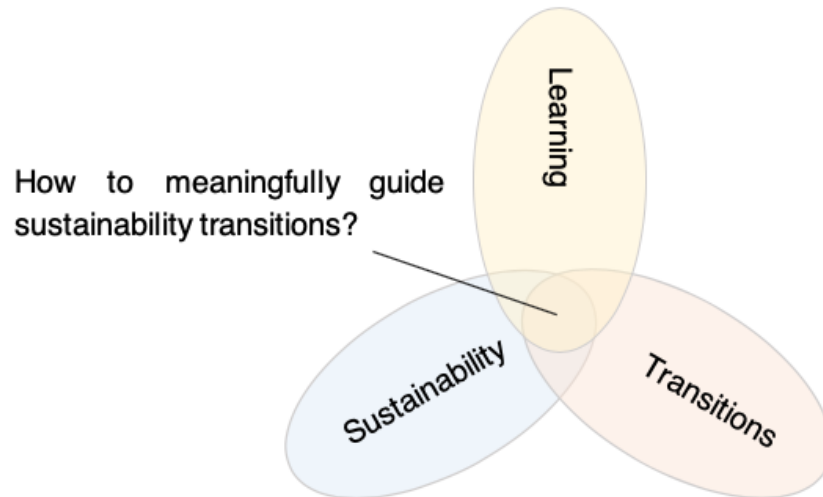 Learning
How to meaningfully guide
sustainability transitions?
Sustainability
Transitions